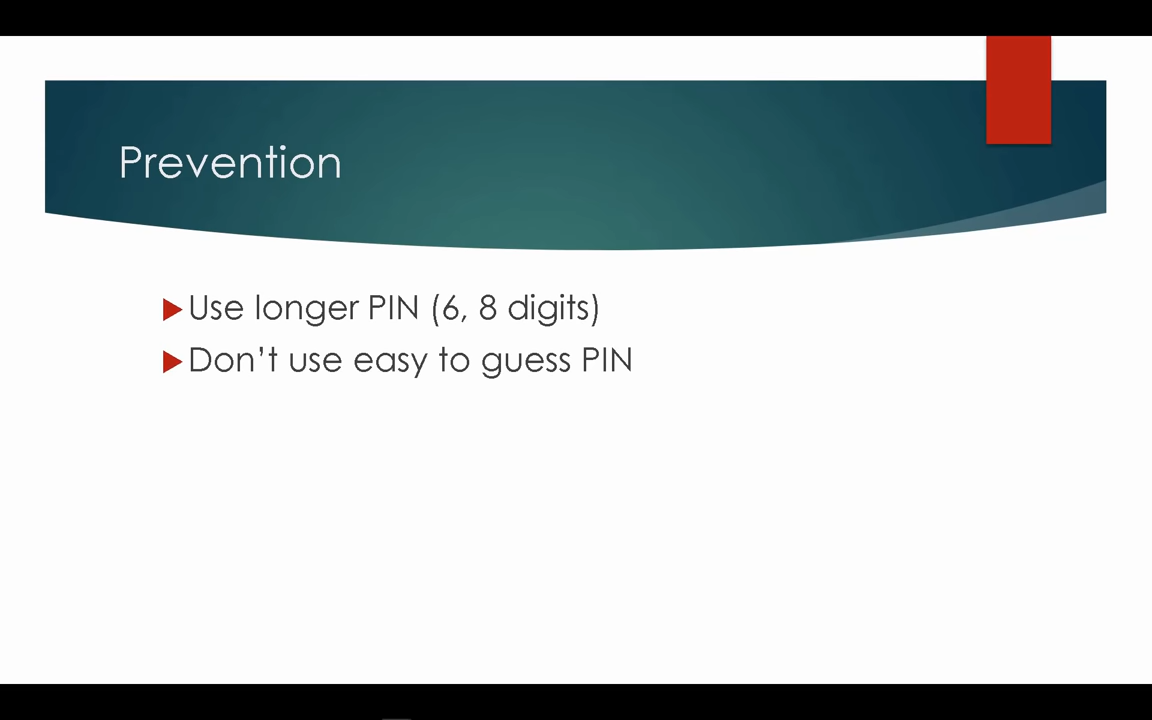 Prevention
Use longer PIN (6, 8 digits)
Don’t use easy to guess PIN